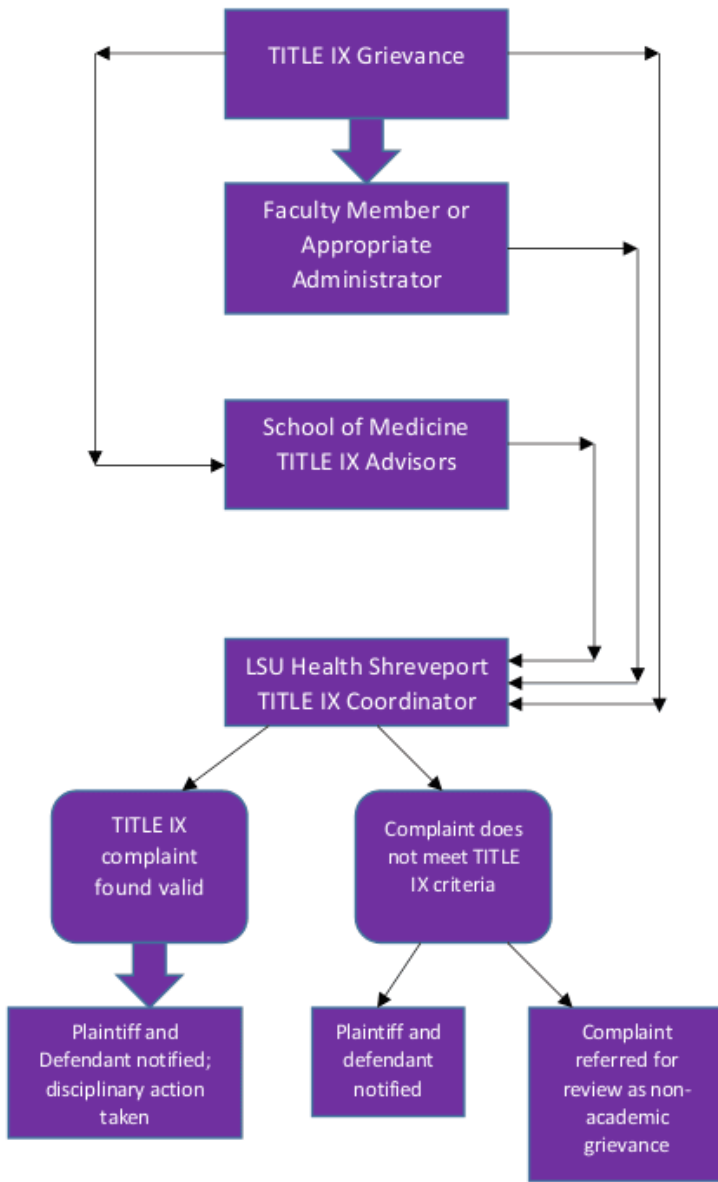 TITLE IX Grievance
Faculty Member or
Appropriate
Administrator
School of Medicine
TITLE IX Advisors
LSU Health Shreveport
TITLE IX Coordinator
TITLE IX
complaint
found valid
Complaint does
not meet TITLE
IX criteria
Plaintiff and
Defendant notified;
disciplinary action
taken
Plaintiff and
defendant
notified
Complaint
referred for
review as non-
academic
grievance